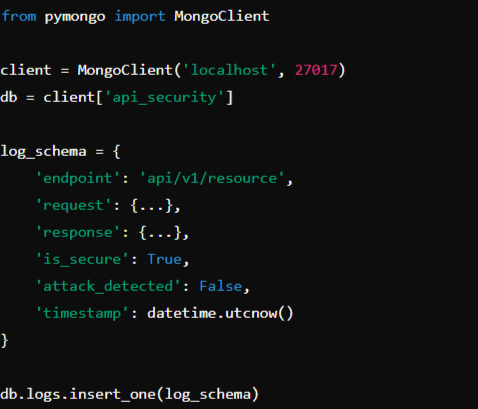 from pymongo import MongoClient
client = MongoClient('localhost', 27017)
db = client['api_security']
log_schema = {
    'endpoint': 'api/v1/resource',
    'request': {...},
    'response': {...},
    'is_secure': True,
    'attack_detected': False,
    'timestamp': datetime.utcnow()
}
db.logs.insert_one(log_schema)